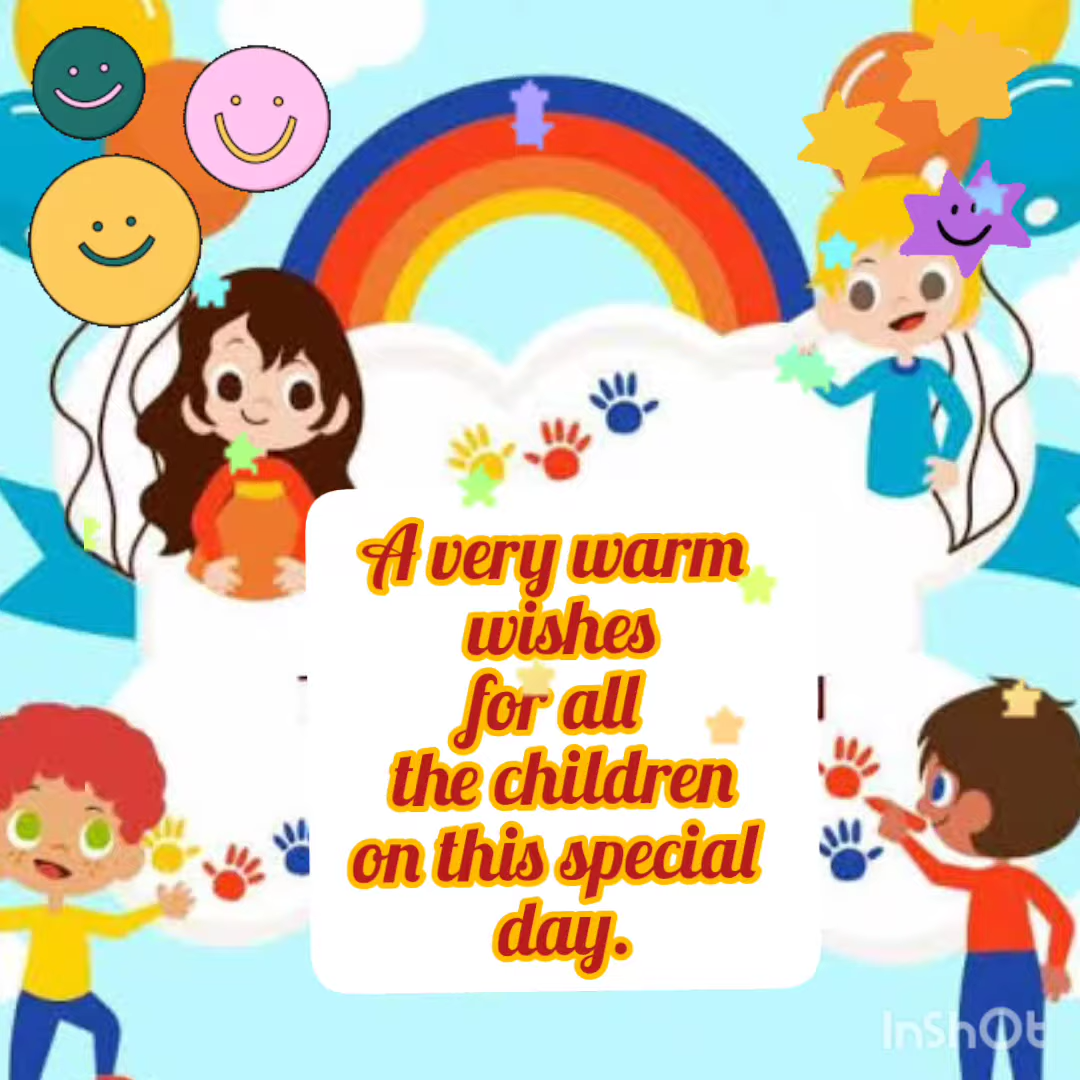 A very warm
wishes
for all
the children
on this special
day.
InShOt